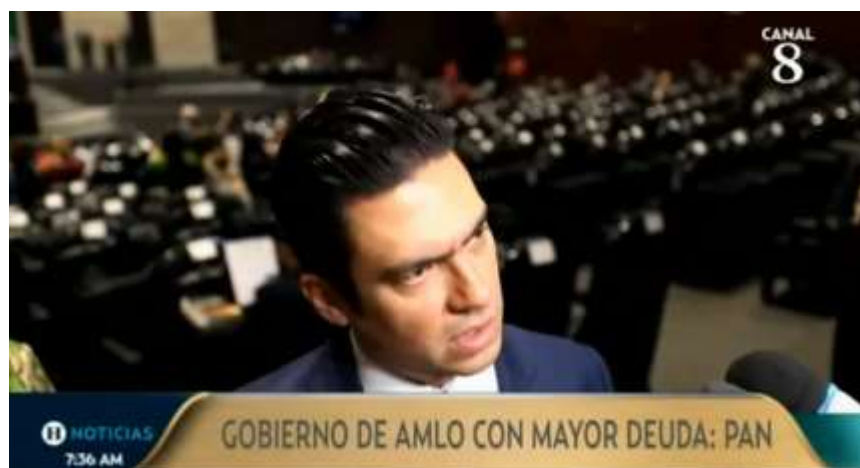 CANAL
8
NOTICIAS
7:36 AM
GOBIERNO DE AMLO CON MAYOR DEUDA: PAN